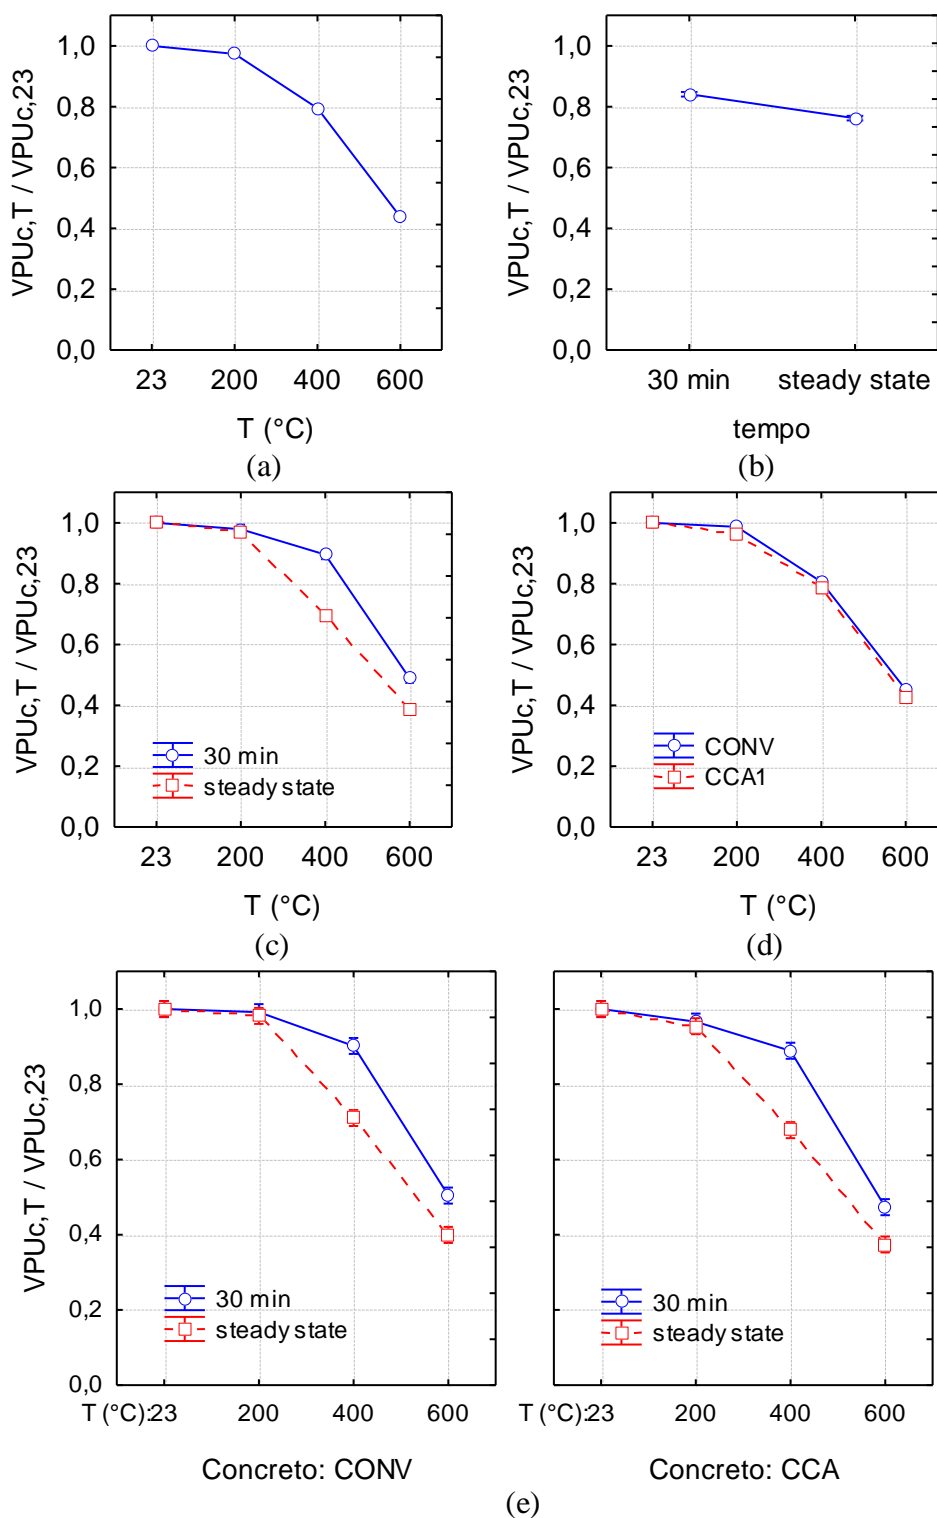 VPUc,T / VPUc,23
1,0
0,8
0,6
0,4
0,2
0,0
23 200 400 600
T (°C)
(a)
VPUc,T / VPUc,23
1,0
0,8
0,6
0,4
0,2
0,0
30 min steady state
tempo
(b)
VPUc,T / VPUc,23
1,0
0,8
0,6
0,4
0,2
0,0
30 min
steady state
23 200 400 600
T (°C)
(c)
VPUc,T / VPUc,23
1,0
0,8
0,6
0,4
0,2
0,0
CONV
CCA1
23 200 400 600
T (°C)
(d)
VPUc,T / VPUc,23
1,0
0,8
0,6
0,4
0,2
0,0
30 min
steady state
T (°C):23 200 400 600
Concreto: CONV
30 min
steady state
T (°C):23 200 400 600
Concreto: CCA
(e)